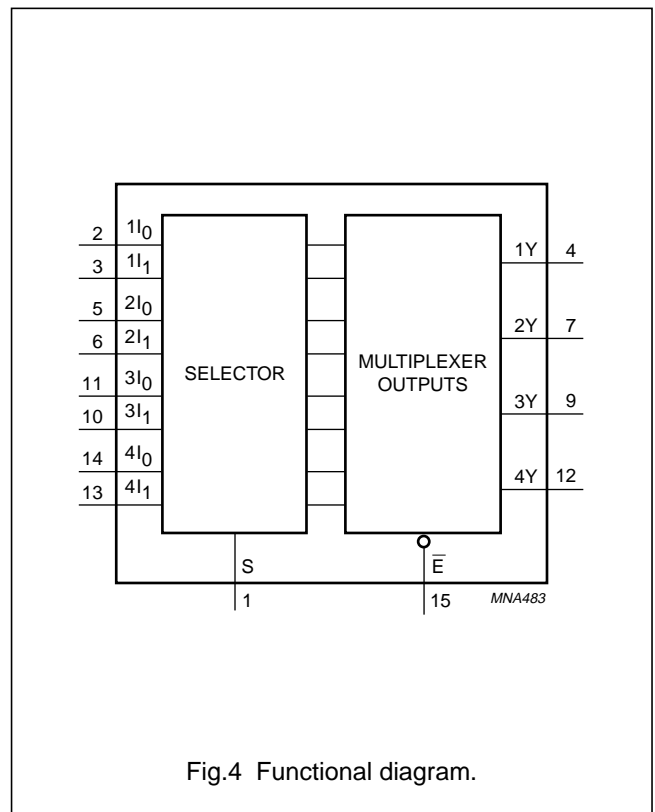 2 1I0
3 1I1
5 2I0
6 2I1
11 3I0
10 3I1
14 4I0
13 4I1
SELECTOR
MULTIPLEXER
OUTPUTS
1Y 4
2Y 7
3Y 9
4Y 12
S
E̅
1
15
MNA483
Fig.4 Functional diagram.